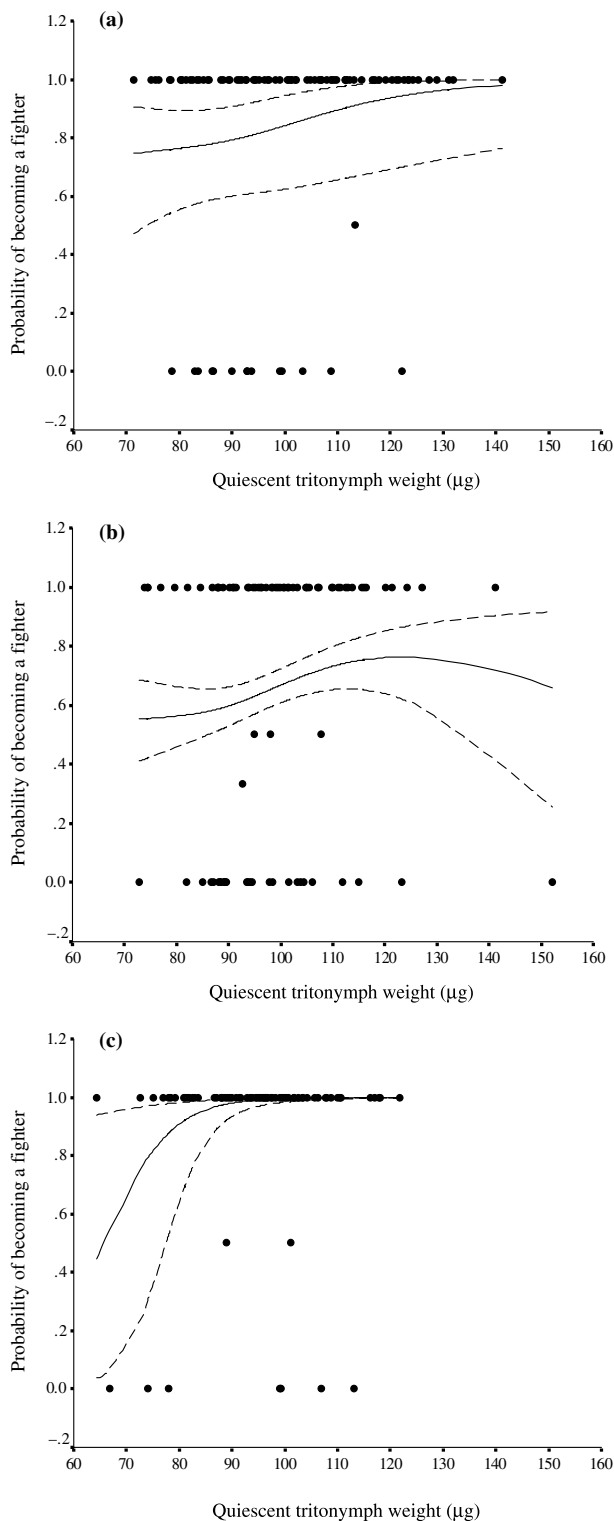 (a)
1.2
1.0
.8
.6
.4
.2
0.0
–.2
60 70 80 90 100 110 120 130 140 150 160
Probability of becoming a fighter
Quiescent tritonymph weight (μg)
(b)
1.2
1.0
.8
.6
.4
.2
0.0
–.2
60 70 80 90 100 110 120 130 140 150 160
Probability of becoming a fighter
Quiescent tritonymph weight (μg)
(c)
1.2
1.0
.8
.6
.4
.2
0.0
–.2
60 70 80 90 100 110 120 130 140 150 160
Probability of becoming a fighter
Quiescent tritonymph weight (μg)